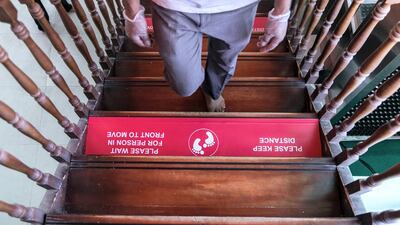 PLEASE KEEP
DISTANCE
PLEASE WAIT
FOR PERSON IN
FRONT TO MOVE